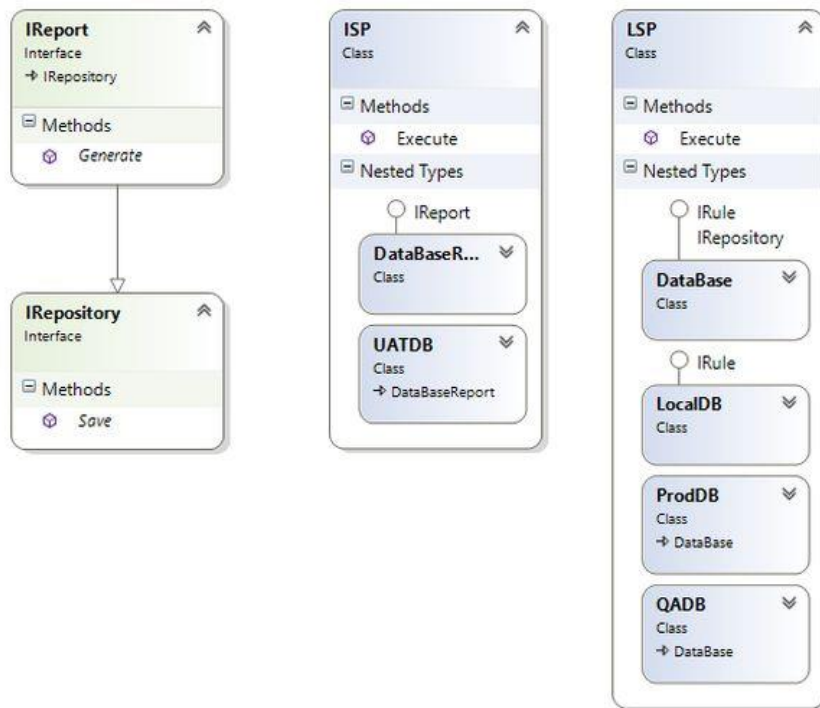 IReport
Interface
IRepository
Methods
Generate
IRepository
Interface
Methods
Save
ISP
Class
Methods
Execute
Nested Types
IReport
DataBaseR...
Class
UATDB
Class
DataBaseReport
LSP
Class
Methods
Execute
Nested Types
IRule
IRepository
DataBase
Class
IRule
LocalDB
Class
ProdDB
Class
DataBase
QADB
Class
DataBase